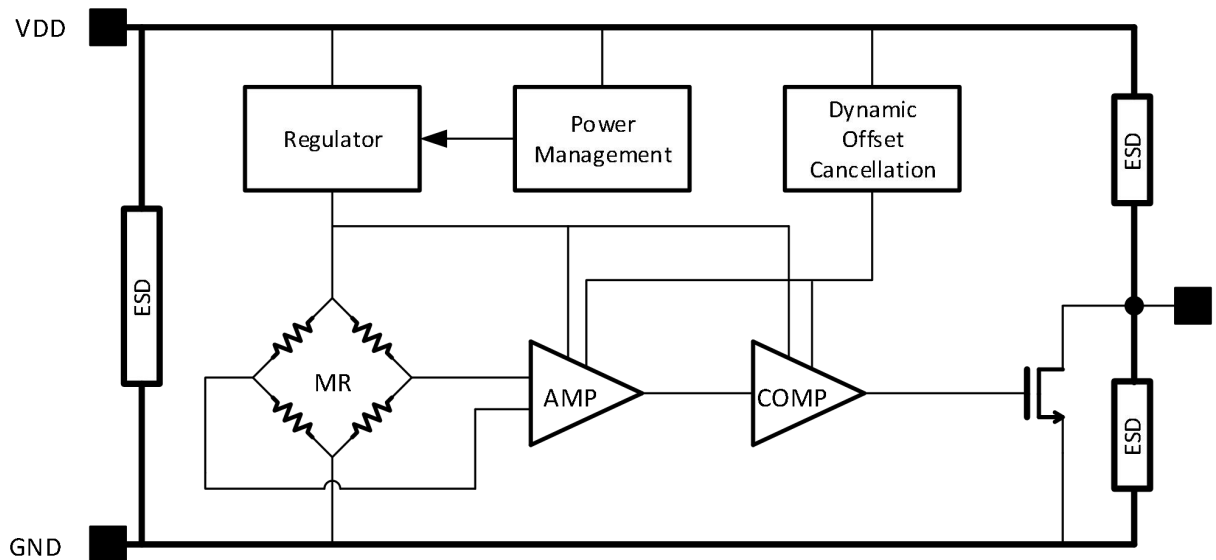 VDD
Regulator
Power
Management
Dynamic
Offset
Cancellation
ESD
ESD
MR
AMP
COMP
ESD
GND